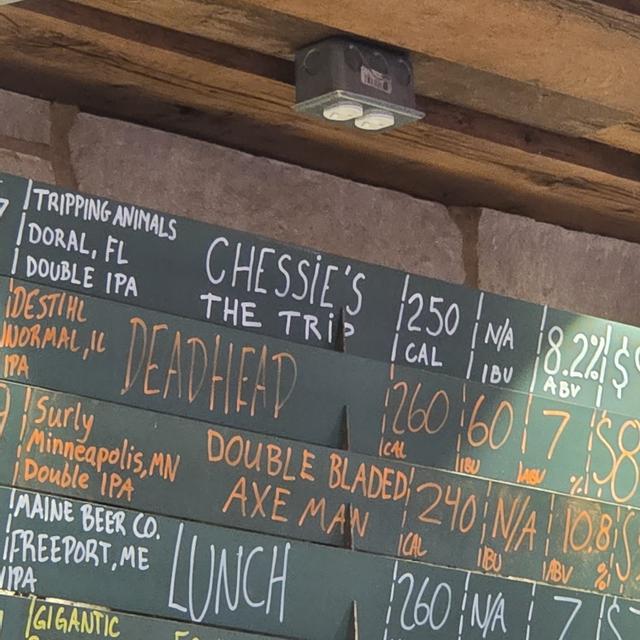 TRIPPING ANIMALS
DORAL, FL
DOUBLE IPA
CHESSIE'S
THE TRIP
250
CAL
N/A
IBU
8.2%
ABV
$
DESTIHL
NORMAL, IL
IPA
DEADHEAD
260
CAL
60
IBU
7
ABV
%
$8
Surly
Minneapolis, MN
Double IPA
DOUBLE BLADED
AXE MAN
240
CAL
N/A
IBU
10.8
ABV
%
$
MAINE BEER CO.
FREEPORT, ME
IPA
LUNCH
260
N/A
7
GIGANTIC